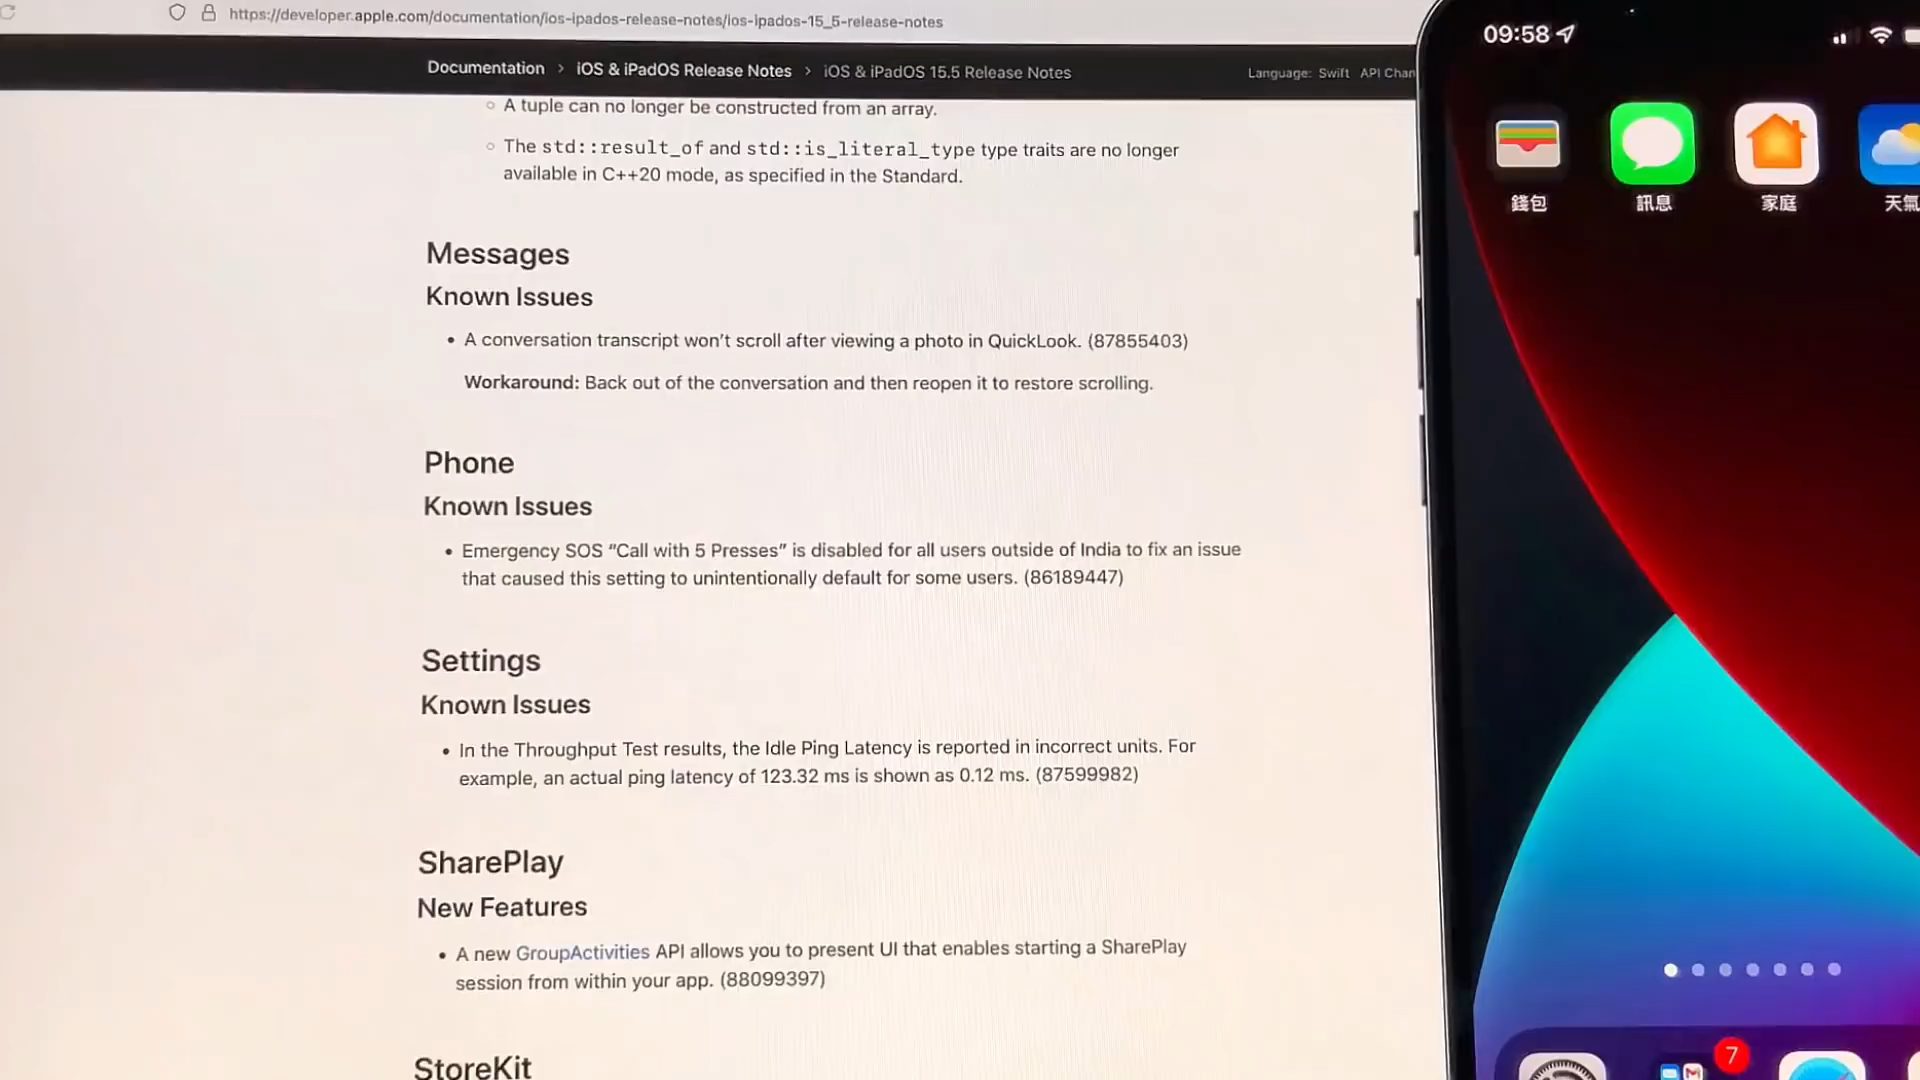 https://developer.apple.com/documentation/ios-ipados-release-notes/ios-ipados-15_5-release-notes
Documentation > iOS & iPadOS Release Notes > iOS & iPadOS 15.5 Release Notes
Language: Swift API Chan
A tuple can no longer be constructed from an array.
The std::result_of and std::is_literal_type type traits are no longer
available in C++20 mode, as specified in the Standard.
Messages
Known Issues
A conversation transcript won’t scroll after viewing a photo in QuickLook. (87855403)
Workaround: Back out of the conversation and then reopen it to restore scrolling.
Phone
Known Issues
Emergency SOS “Call with 5 Presses” is disabled for all users outside of India to fix an issue
that caused this setting to unintentionally default for some users. (86189447)
Settings
Known Issues
In the Throughput Test results, the Idle Ping Latency is reported in incorrect units. For
example, an actual ping latency of 123.32 ms is shown as 0.12 ms. (87599982)
SharePlay
New Features
A new GroupActivities API allows you to present UI that enables starting a SharePlay
session from within your app. (88099397)
StoreKit
09:58
錢包 訊息 家庭 天氣
7